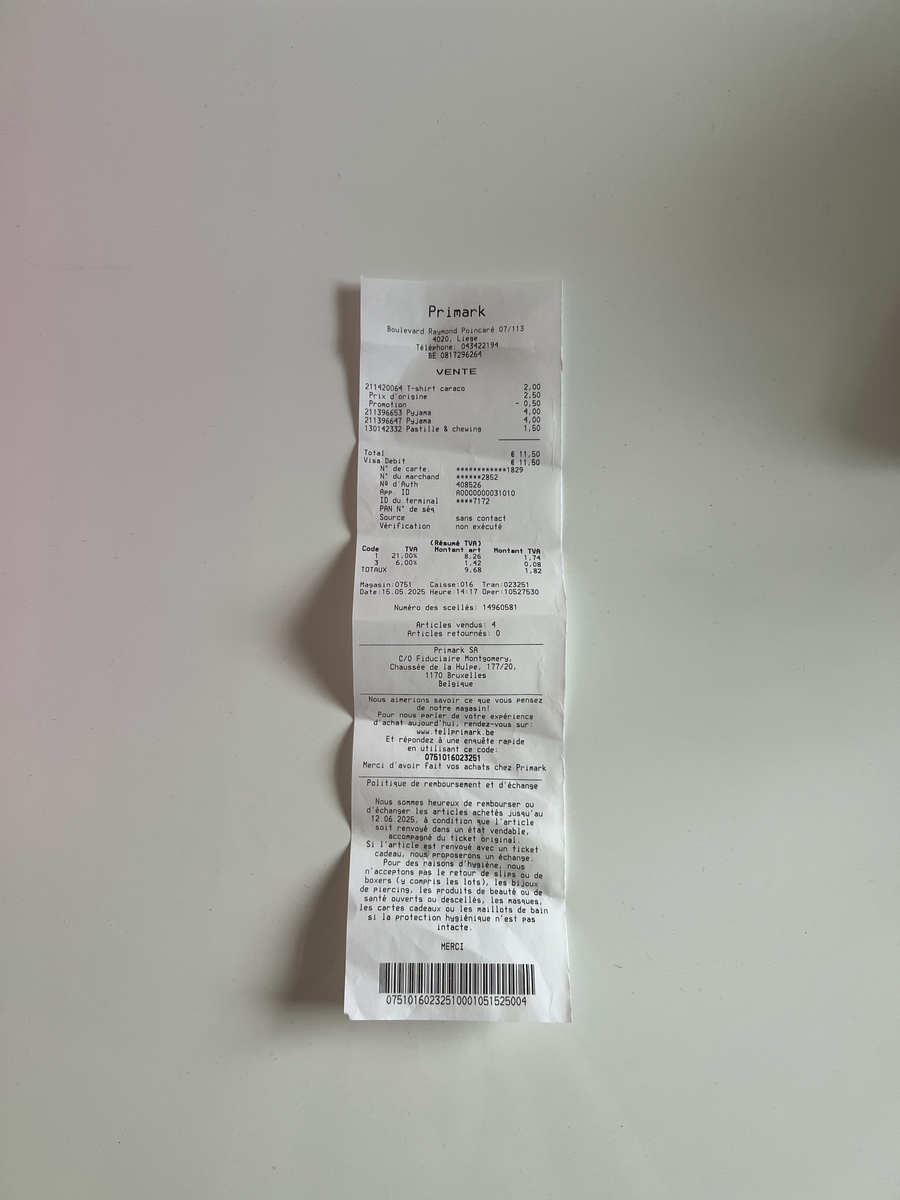 Primark
Boulevard Raymond Poincaré 07/113
4020, Liege
Téléphone: 043422194
BE 0817296264
VENTE
211420064 T-shirt caraco 2,00
Prix d'origine 2,50
Promotion - 0,50
211396653 Pyjama 4,00
211396647 Pyjama 4,00
130142332 Pastille & chewing 1,50
Total € 11,50
Visa Debit € 11,50
N° de carte. ************1829
N° du marchand ******2852
Nº d'Auth 408526
App. ID A0000000031010
ID du terminal ****7172
PAN N° de séq
Source sans contact
Vérification non exécuté
(Résumé TVA)
Code TVA Montant art Montant TVA
1 21,00% 8,26 1,74
3 6,00% 1,42 0,08
TOTAUX 9,68 1,82
Magasin:0751 Caisse:016 Tran:023251
Date:15.05.2025 Heure:14:17 Oper:10527530
Numéro des scellés: 14960581
Articles vendus: 4
Articles retournés: 0
Primark SA
C/O Fiduciaire Montgomery,
Chaussée de la Hulpe, 177/20,
1170 Bruxelles
Belgique
Nous aimerions savoir ce que vous pensez
de notre magasin!
Pour nous parler de votre expérience
d'achat aujourd'hui, rendez-vous sur:
www.tellprimark.be
Et répondez à une enquête rapide
en utilisant ce code:
0751016023251
Merci d'avoir fait vos achats chez Primark
Politique de remboursement et d'échange
Nous sommes heureux de rembourser ou
d'échanger les articles achetés jusqu'au
12.06.2025, à condition que l'article
soit renvoyé dans un état vendable,
accompagné du ticket original.
Si l'article est renvoyé avec un ticket
cadeau, nous proposerons un échange.
Pour des raisons d'hygiène, nous
n'acceptons pas le retour de slips ou de
boxers (y compris les lots), les bijoux
de piercing, les produits de beauté ou de
santé ouverts ou descellés, les masques,
les cartes cadeaux ou les maillots de bain
si la protection hygiénique n'est pas
intacte.
MERCI
07510160232510001051525004